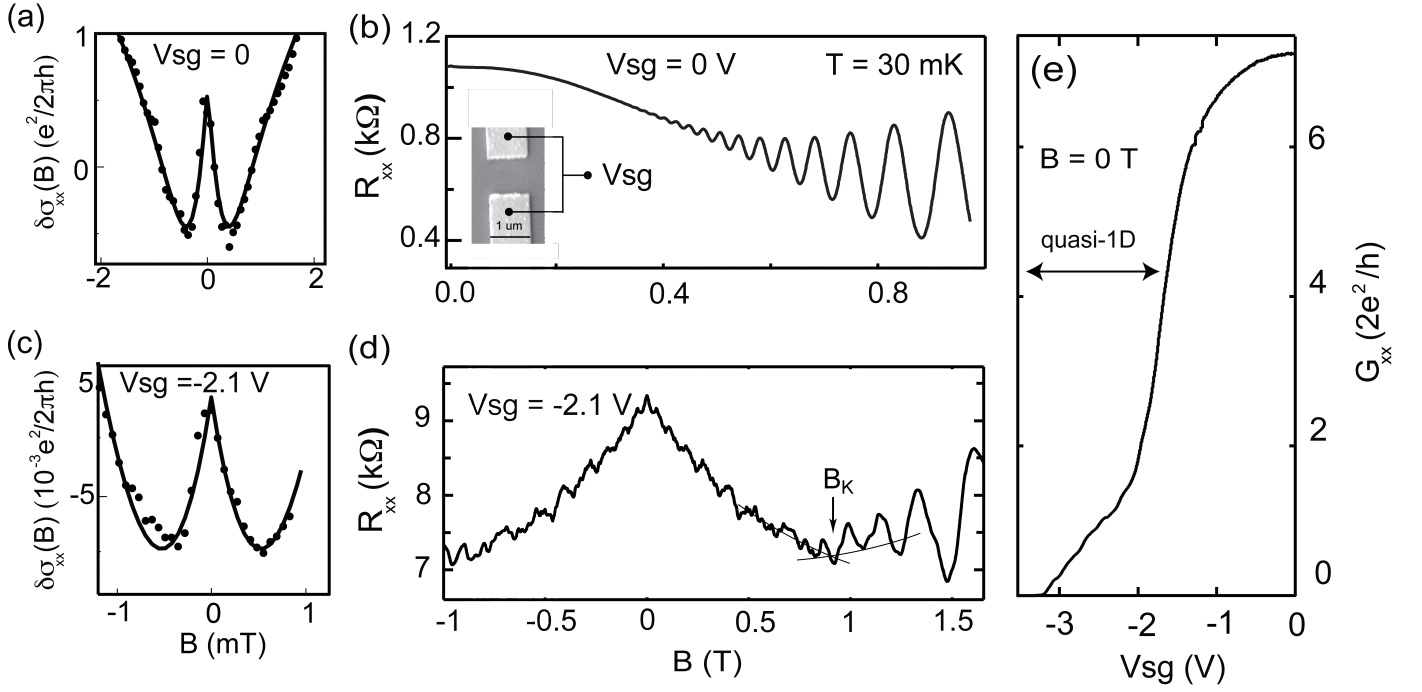 (a)
Vsg = 0
δσxx(B) (e²/2πh)
1
0
-2
0
2
(b)
Vsg = 0 V
T = 30 mK
Rxx (kΩ)
1.2
0.8
0.4
Vsg
1 um
0.0
0.4
0.8
(c)
Vsg =-2.1 V
δσxx(B) (10⁻³e²/2πh)
5
-5
-1
0
1
B (mT)
(d)
Vsg = -2.1 V
Rxx (kΩ)
9
8
7
BK
-1
-0.5
0
0.5
1
1.5
B (T)
(e)
B = 0 T
quasi-1D
6
4
2
0
Gxx (2e²/h)
-3
-2
-1
0
Vsg (V)